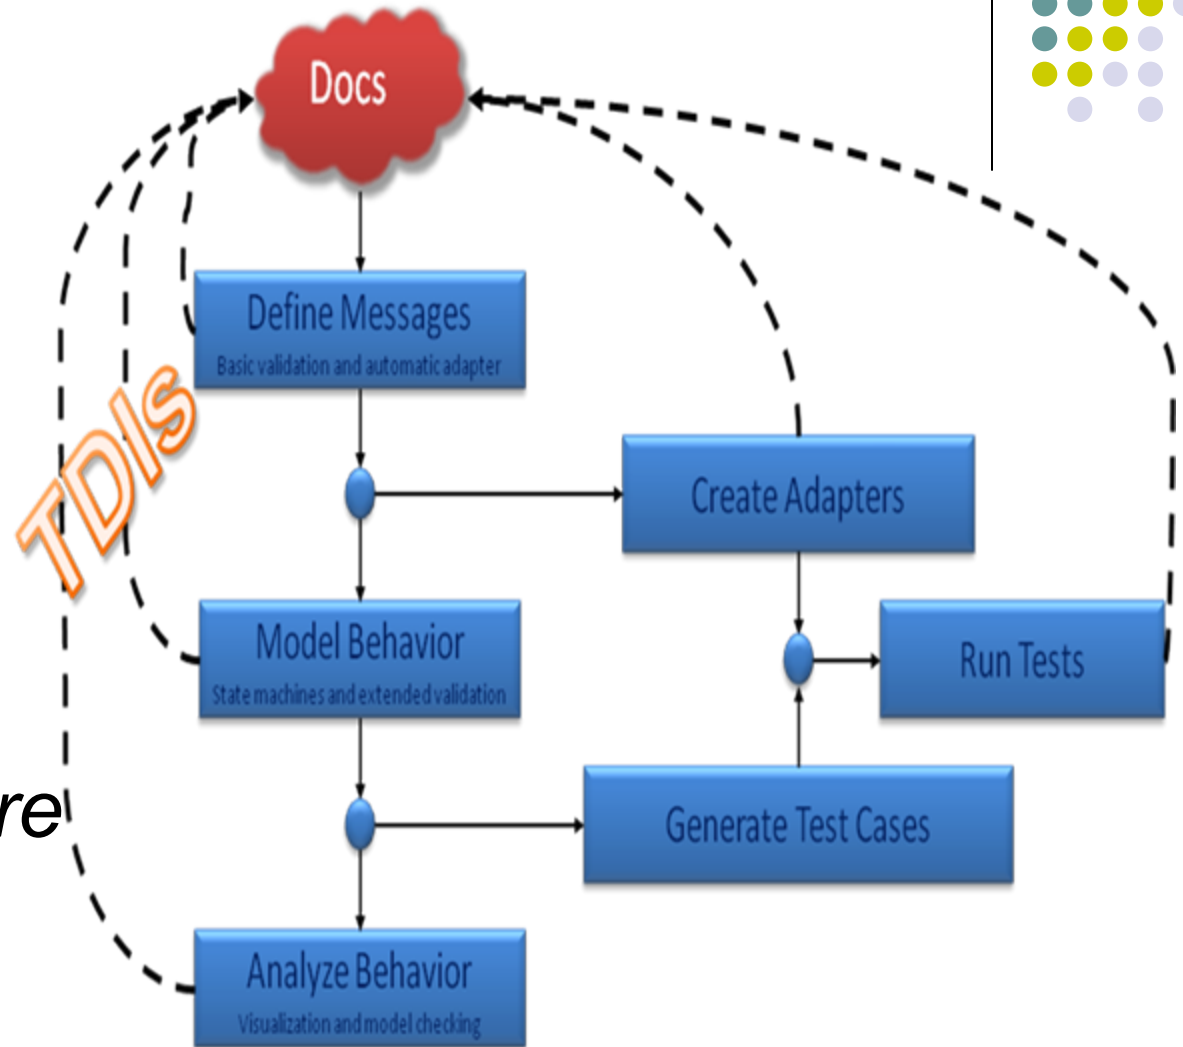 Docs
Define Messages
Basic validation and automatic adapter
TDIs
Create Adapters
Model Behavior
State machines and extended validation
Run Tests
re
Generate Test Cases
Analyze Behavior
Visualization and model checking